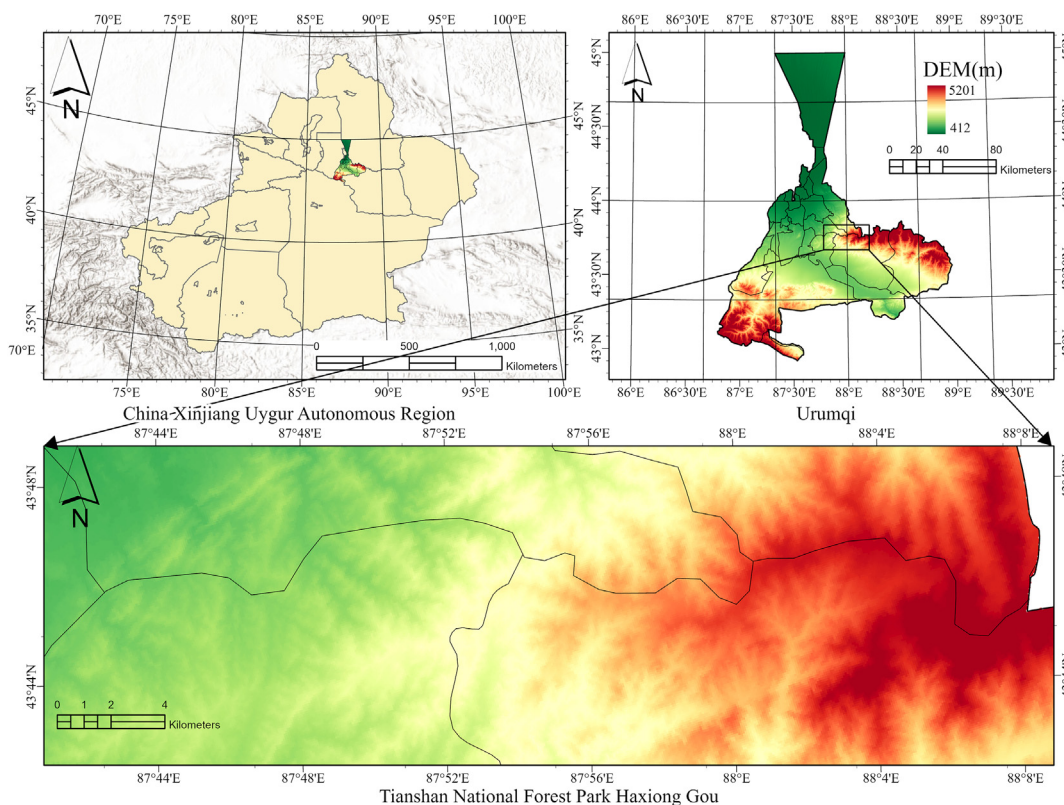 70°E 75°E 80°E 85°E 90°E 95°E 100°E
45°N
40°N
35°N
45°N
40°N
35°N
N
0 500 1,000
Kilometers
70°E
75°E 80°E 85°E 90°E 95°E 100°E
China Xinjiang Uygur Autonomous Region
86°E 86°30'E 87°E 87°30'E 88°E 88°30'E 89°E 89°30'E
45°N
44°30'N
44°N
43°30'N
43°N
N
DEM(m)
5201
412
0 20 40 80
Kilometers
86°E 86°30'E 87°E 87°30'E 88°E 88°30'E 89°E 89°30'E
Urumqi
87°44'E 87°48'E 87°52'E 87°56'E 88°E 88°4'E 88°8'E
43°48'N
43°44'N
N
0 1 2 4
Kilometers
87°44'E 87°48'E 87°52'E 87°56'E 88°E 88°4'E 88°8'E
Tianshan National Forest Park Haxiong Gou